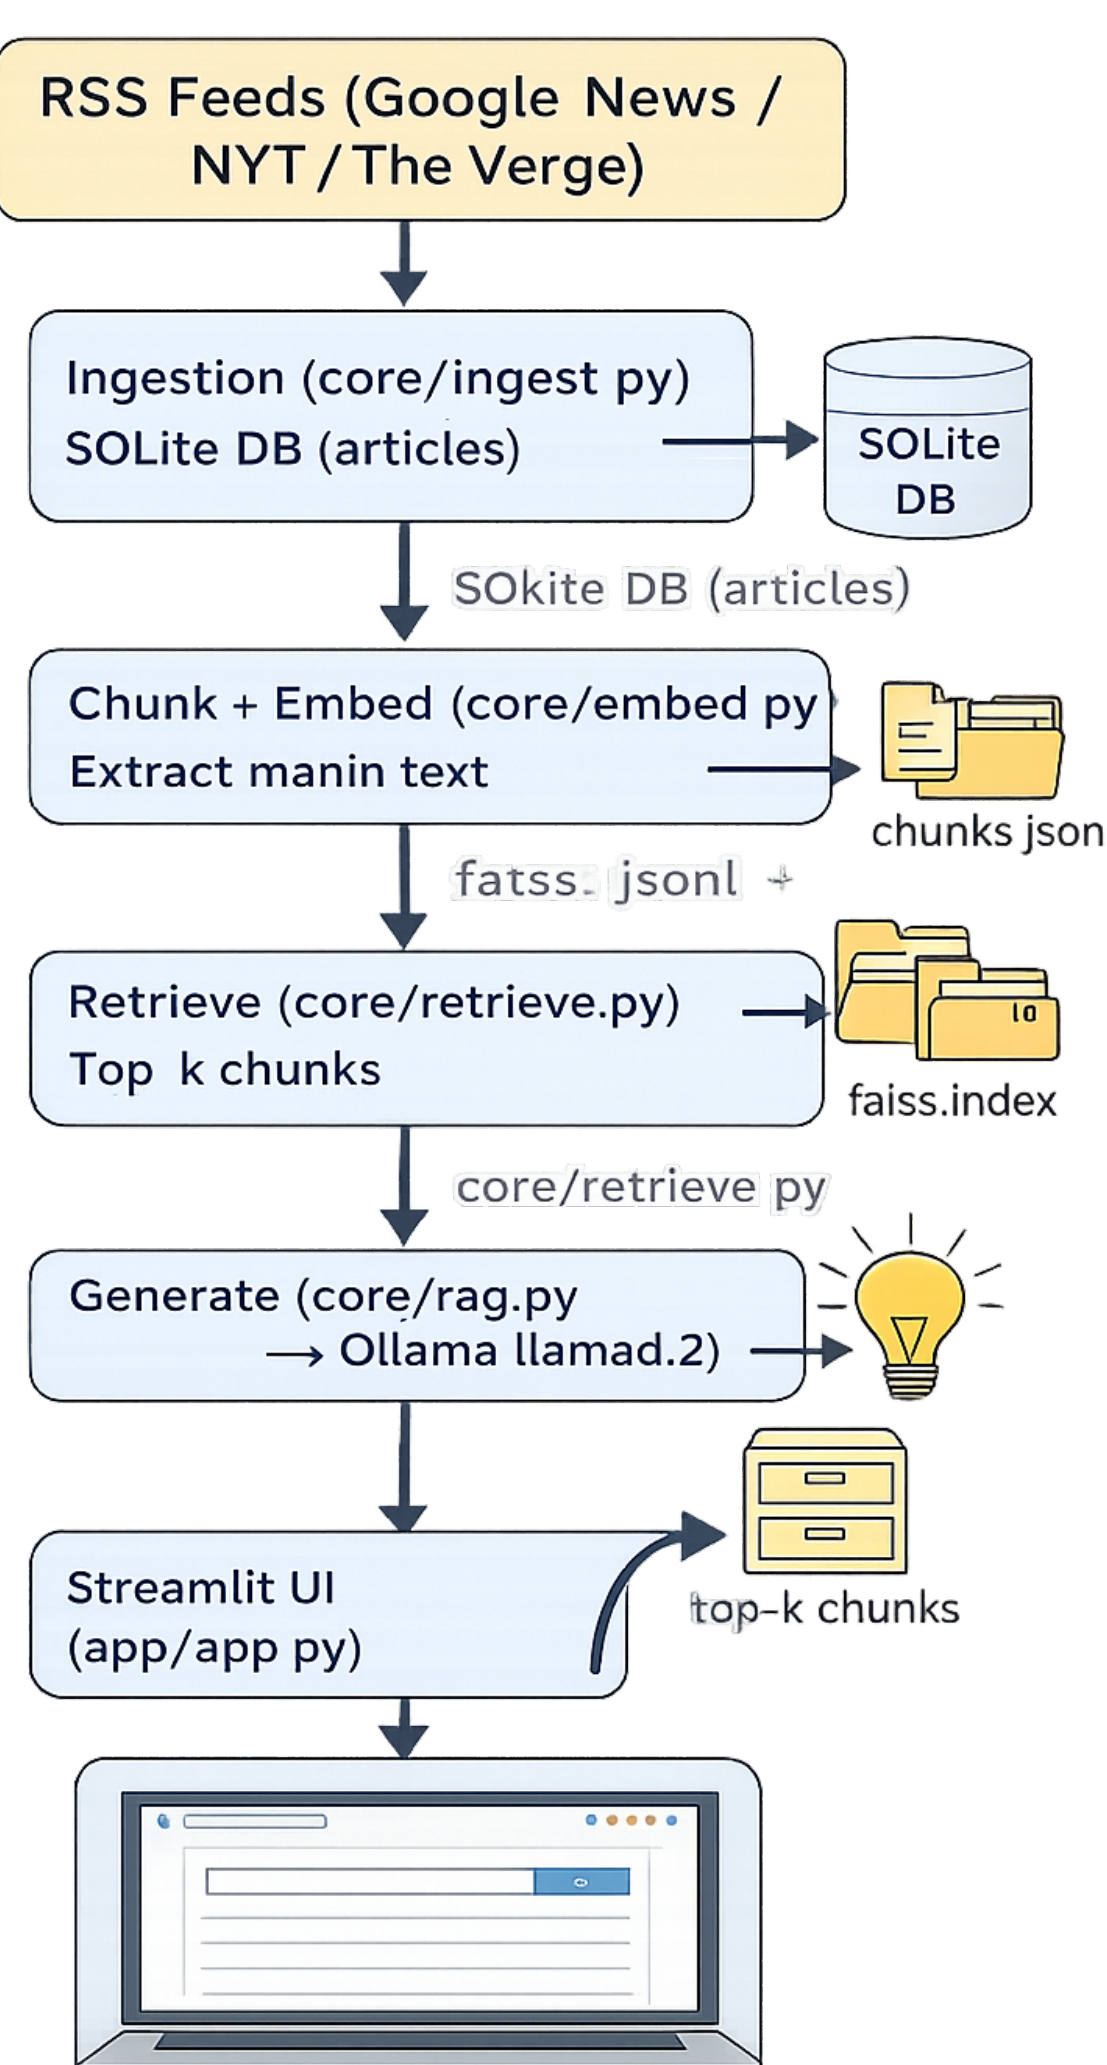 RSS Feeds (Google News /
NYT / The Verge)
Ingestion (core/ingest py)
SOLite DB (articles)
SOLite
DB
SOkite DB (articles)
Chunk + Embed (core/embed py
Extract manin text
chunks json
fatss. jsonl +
Retrieve (core/retrieve.py)
Top k chunks
faiss.index
core/retrieve py
Generate (core/rag.py
→ Ollama llamad.2)
Streamlit UI
(app/app py)
top-k chunks